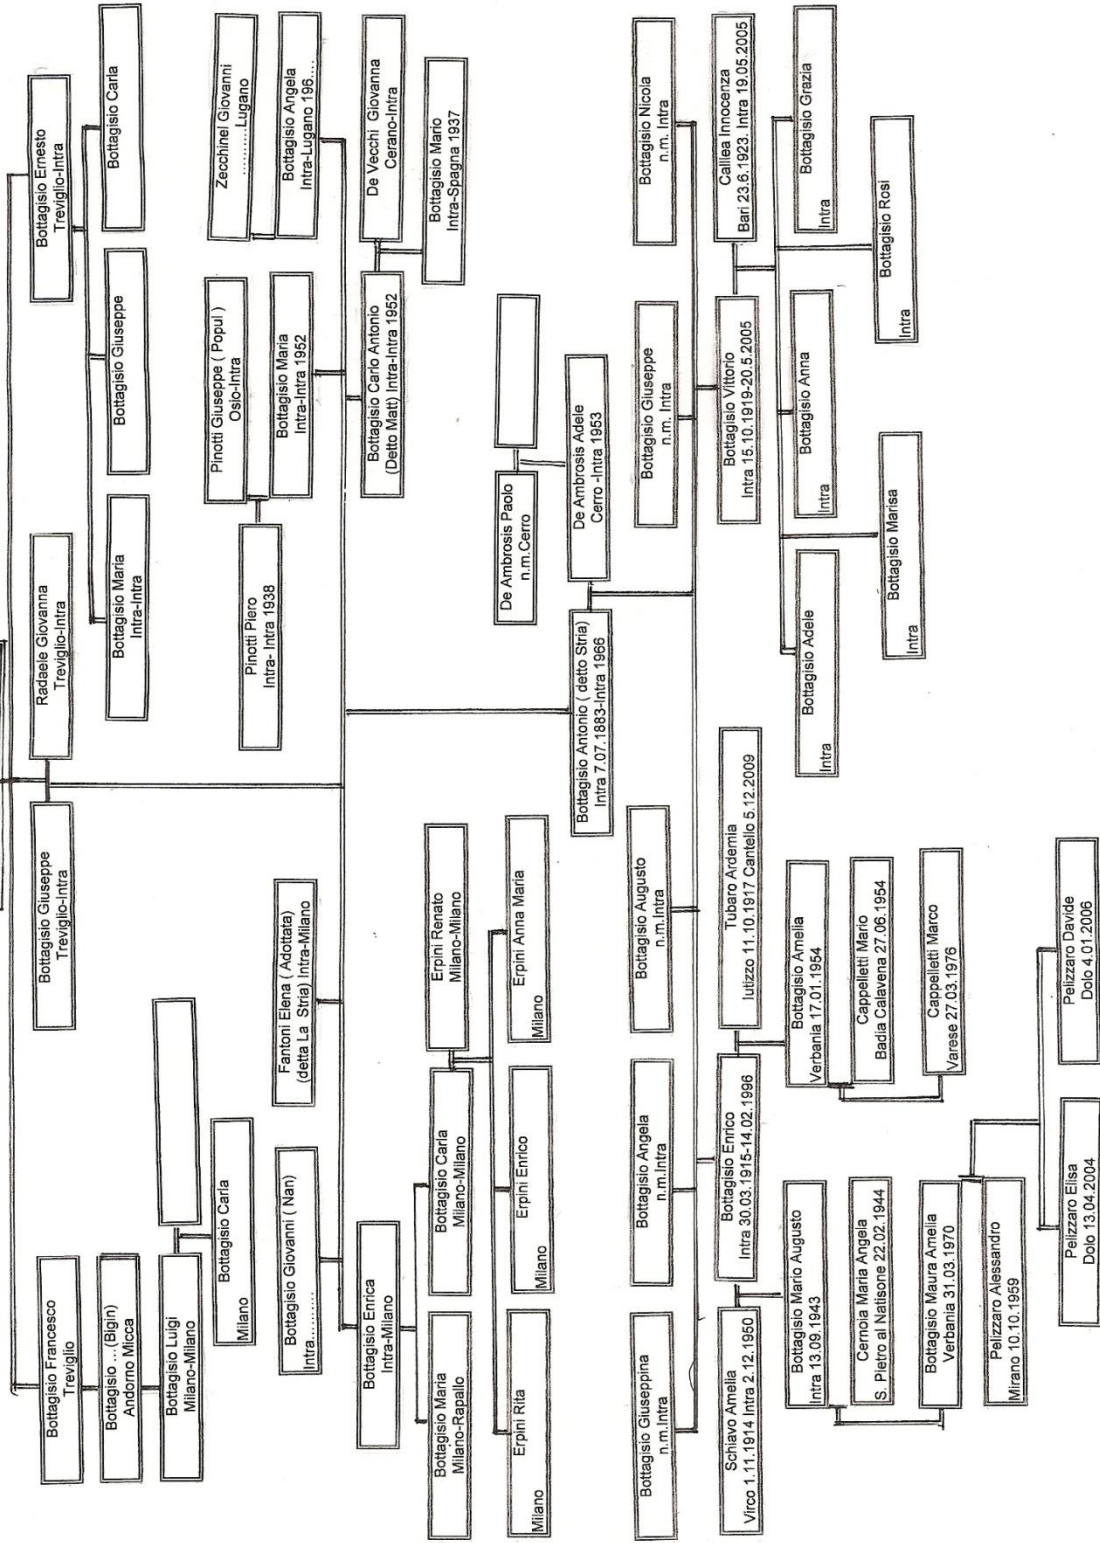 Bottagisio Francesco
Treviglio
Bottagisio Giuseppe
Treviglio-Intra
Radaele Giovanna
Treviglio-Intra
Bottagisio Ernesto
Treviglio-Intra
Bottagisio ...(Bigin)
Andorno Micca
Bottagisio Maria
Intra-Intra
Bottagisio Giuseppe
Bottagisio Carla
Bottagisio Luigi
Milano-Milano
Bottagisio Carla
Milano
Pinotti Giuseppe ( Popul )
Osio-Intra
Zecchinel Giovanni
...........Lugano
Bottagisio Giovanni ( Nan)
Intra..........
Fantoni Elena ( Adottata)
(detta La Stria) Intra-Milano
Pinotti Piero
Intra- Intra 1938
Bottagisio Maria
Intra-Intra 1952
Bottagisio Angela
Intra-Lugano 196....
Bottagisio Enrica
Intra-Milano
Bottagisio Carlo Antonio
(Detto Matt) Intra-Intra 1952
De Vecchi Giovanna
Cerano-Intra
Bottagisio Mario
Intra-Spagna 1937
Bottagisio Maria
Milano-Rapallo
Bottagisio Carla
Milano-Milano
Erpini Renato
Milano-Milano
Erpini Rita
Milano
Erpini Enrico
Milano
Erpini Anna Maria
Milano
De Ambrosis Paolo
n.m.Cerro
Bottagisio Antonio ( detto Stria)
Intra 7.07.1883-Intra 1966
De Ambrosis Adele
Cerro -Intra 1953
Bottagisio Giuseppina
n.m.Intra
Bottagisio Angela
n.m.Intra
Bottagisio Augusto
n.m.Intra
Bottagisio Giuseppe
n.m. Intra
Bottagisio Nicola
n.m. Intra
Schiavo Amelia
Virco 1.11.1914 Intra 2.12.1950
Bottagisio Enrico
Intra 30.03.1915-14.02.1996
Tubaro Ardemia
Iutizzo 11.10.1917 Cantello 5.12.2009
Bottagisio Vittorio
Intra 15.10.1919-20.5.2005
Calliea Innocenza
Bari 23.6.1923. Intra 19.05.2005
Bottagisio Mario Augusto
Intra 13.09.1943
Bottagisio Amelia
Verbania 17.01.1954
Bottagisio Adele
Intra
Bottagisio Anna
Intra
Bottagisio Grazia
Intra
Cernoia Maria Angela
S. Pietro al Natisone 22.02.1944
Cappelletti Mario
Badia Calavena 27.06.1954
Bottagisio Marisa
Intra
Bottagisio Rosi
Intra
Bottagisio Maura Amelia
Verbania 31.03.1970
Cappelletti Marco
Varese 27.03.1976
Pelizzaro Alessandro
Mirano 10.10.1959
Pelizzaro Elisa
Dolo 13.04.2004
Pelizzaro Davide
Dolo 4.01.2006